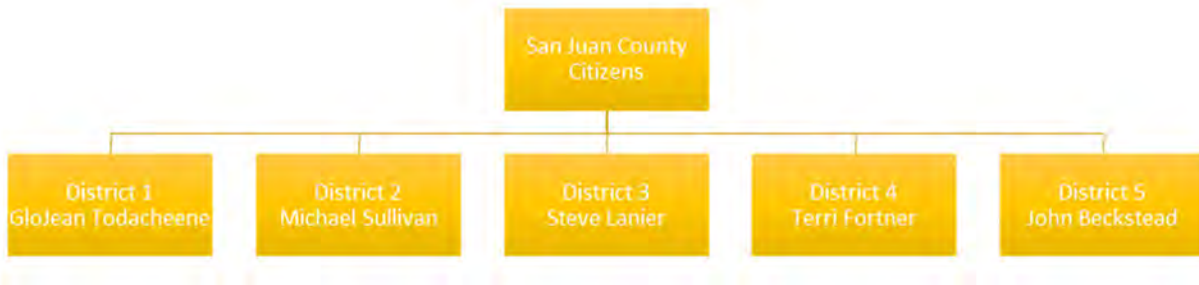 San Juan County
Citizens
District 1
GloJean Todacheene
District 2
Michael Sullivan
District 3
Steve Lanier
District 4
Terri Fortner
District 5
John Beckstead